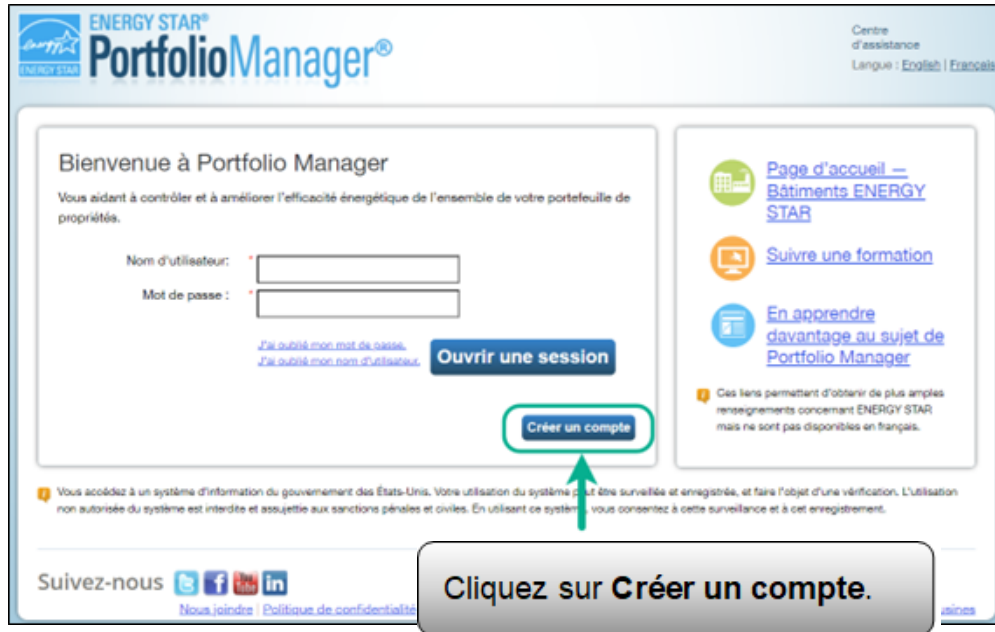 ENERGY STAR®
PortfolioManager®
ENERGY STAR
Centre
d'assistance
Langue : English | Français
Bienvenue à Portfolio Manager
Vous aidant à contrôler et à améliorer l'efficacité énergétique de l'ensemble de votre portefeuille de
propriétés.
Nom d'utilisateur: *
Mot de passe : *
J'ai oublié mon mot de passe.
J'ai oublié mon nom d'utilisateur.
Ouvrir une session
Créer un compte
Page d'accueil —
Bâtiments ENERGY
STAR
Suivre une formation
En apprendre
davantage au sujet de
Portfolio Manager
Ces liens permettent d'obtenir de plus amples
renseignements concernant ENERGY STAR
mais ne sont pas disponibles en français.
Vous accédez à un système d'information du gouvernement des États-Unis. Votre utilisation du système peut être surveillée et enregistrée, et faire l'objet d'une vérification. L'utilisation
non autorisée du système est interdite et assujettie aux sanctions pénales et civiles. En utilisant ce système, vous consentez à cette surveillance et à cet enregistrement.
Suivez-nous
Nous joindre | Politique de confidentialité
Cliquez sur Créer un compte.